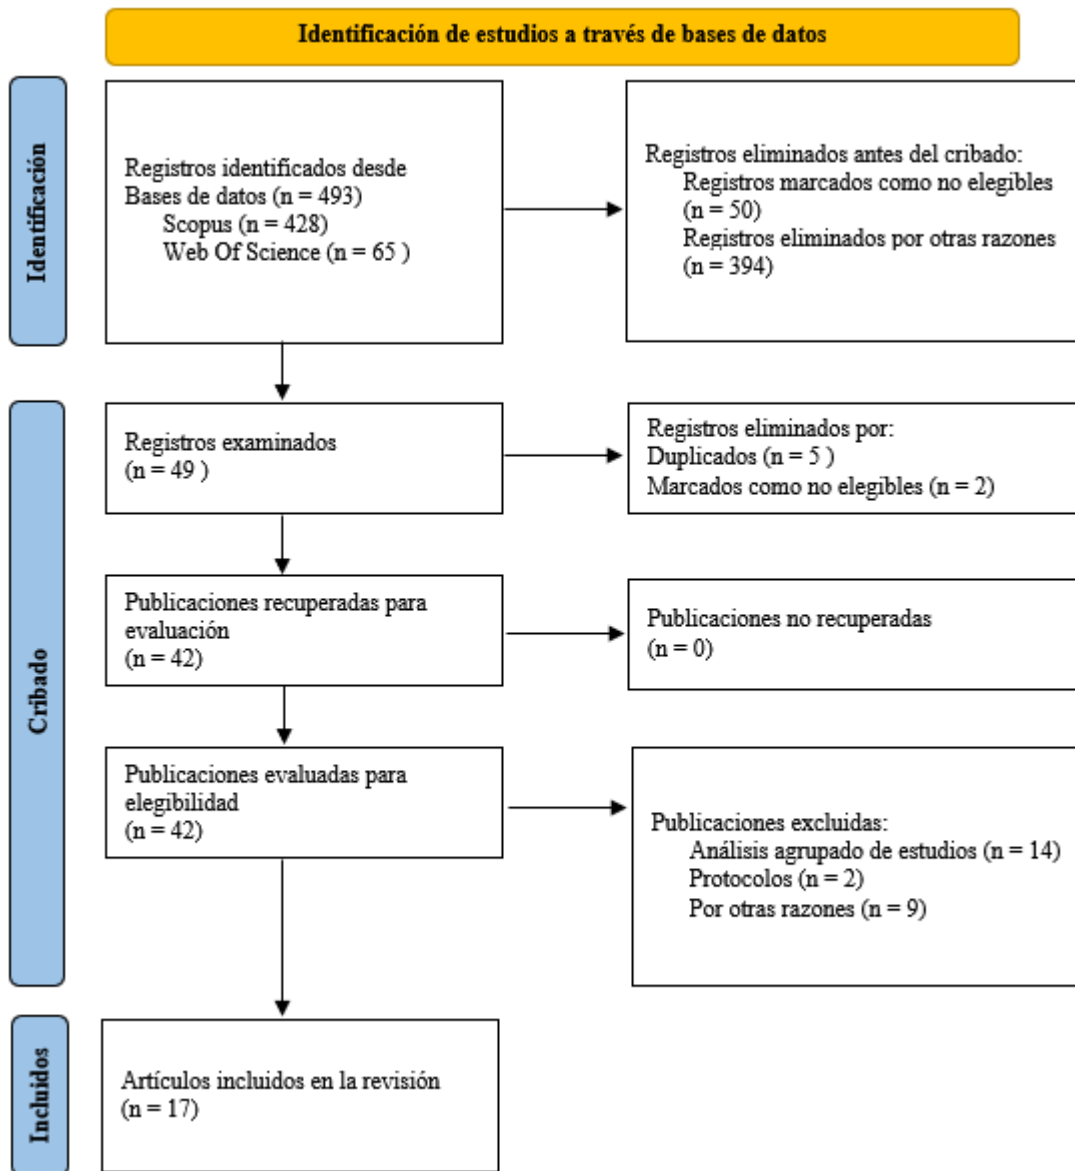 Identificación de estudios a través de bases de datos
Identificación
Registros identificados desde
Bases de datos (n = 493)
Scopus (n = 428)
Web Of Science (n = 65 )
Registros eliminados antes del cribado:
Registros marcados como no elegibles
(n = 50)
Registros eliminados por otras razones
(n = 394)
Cribado
Registros examinados
(n = 49 )
Registros eliminados por:
Duplicados (n = 5 )
Marcados como no elegibles (n = 2)
Publicaciones recuperadas para
evaluación
(n = 42)
Publicaciones no recuperadas
(n = 0)
Publicaciones evaluadas para
elegibilidad
(n = 42)
Publicaciones excluidas:
Análisis agrupado de estudios (n = 14)
Protocolos (n = 2)
Por otras razones (n = 9)
Incluidos
Artículos incluidos en la revisión
(n = 17)